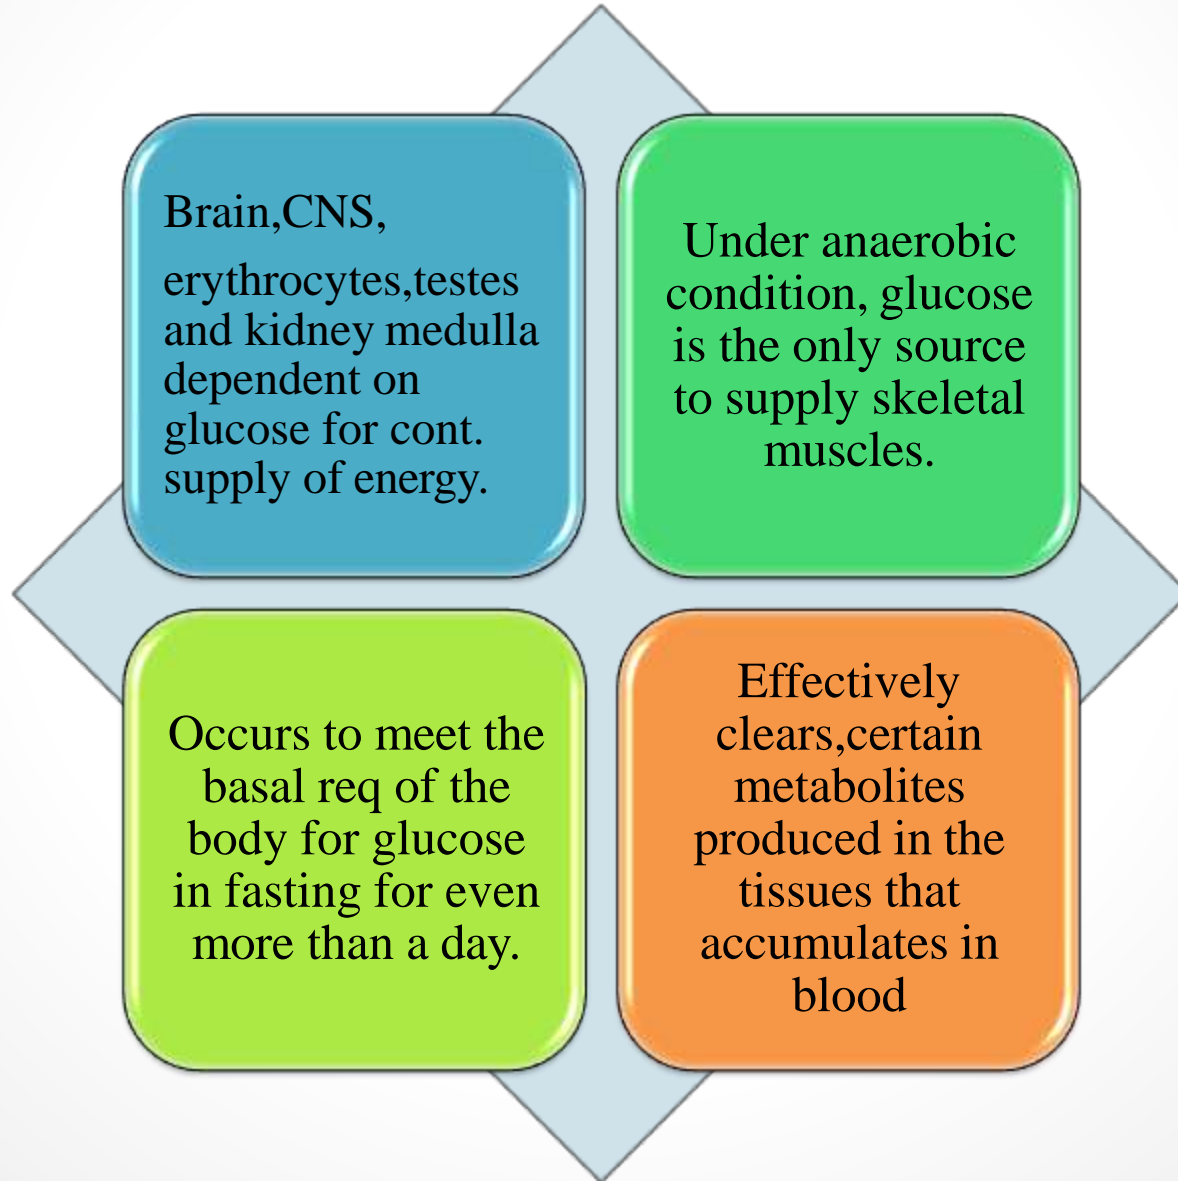 Brain,CNS,
erythrocytes,testes
and kidney medulla
dependent on
glucose for cont.
supply of energy.
Under anaerobic
condition, glucose
is the only source
to supply skeletal
muscles.
Occurs to meet the
basal req of the
body for glucose
in fasting for even
more than a day.
Effectively
clears,certain
metabolites
produced in the
tissues that
accumulates in
blood